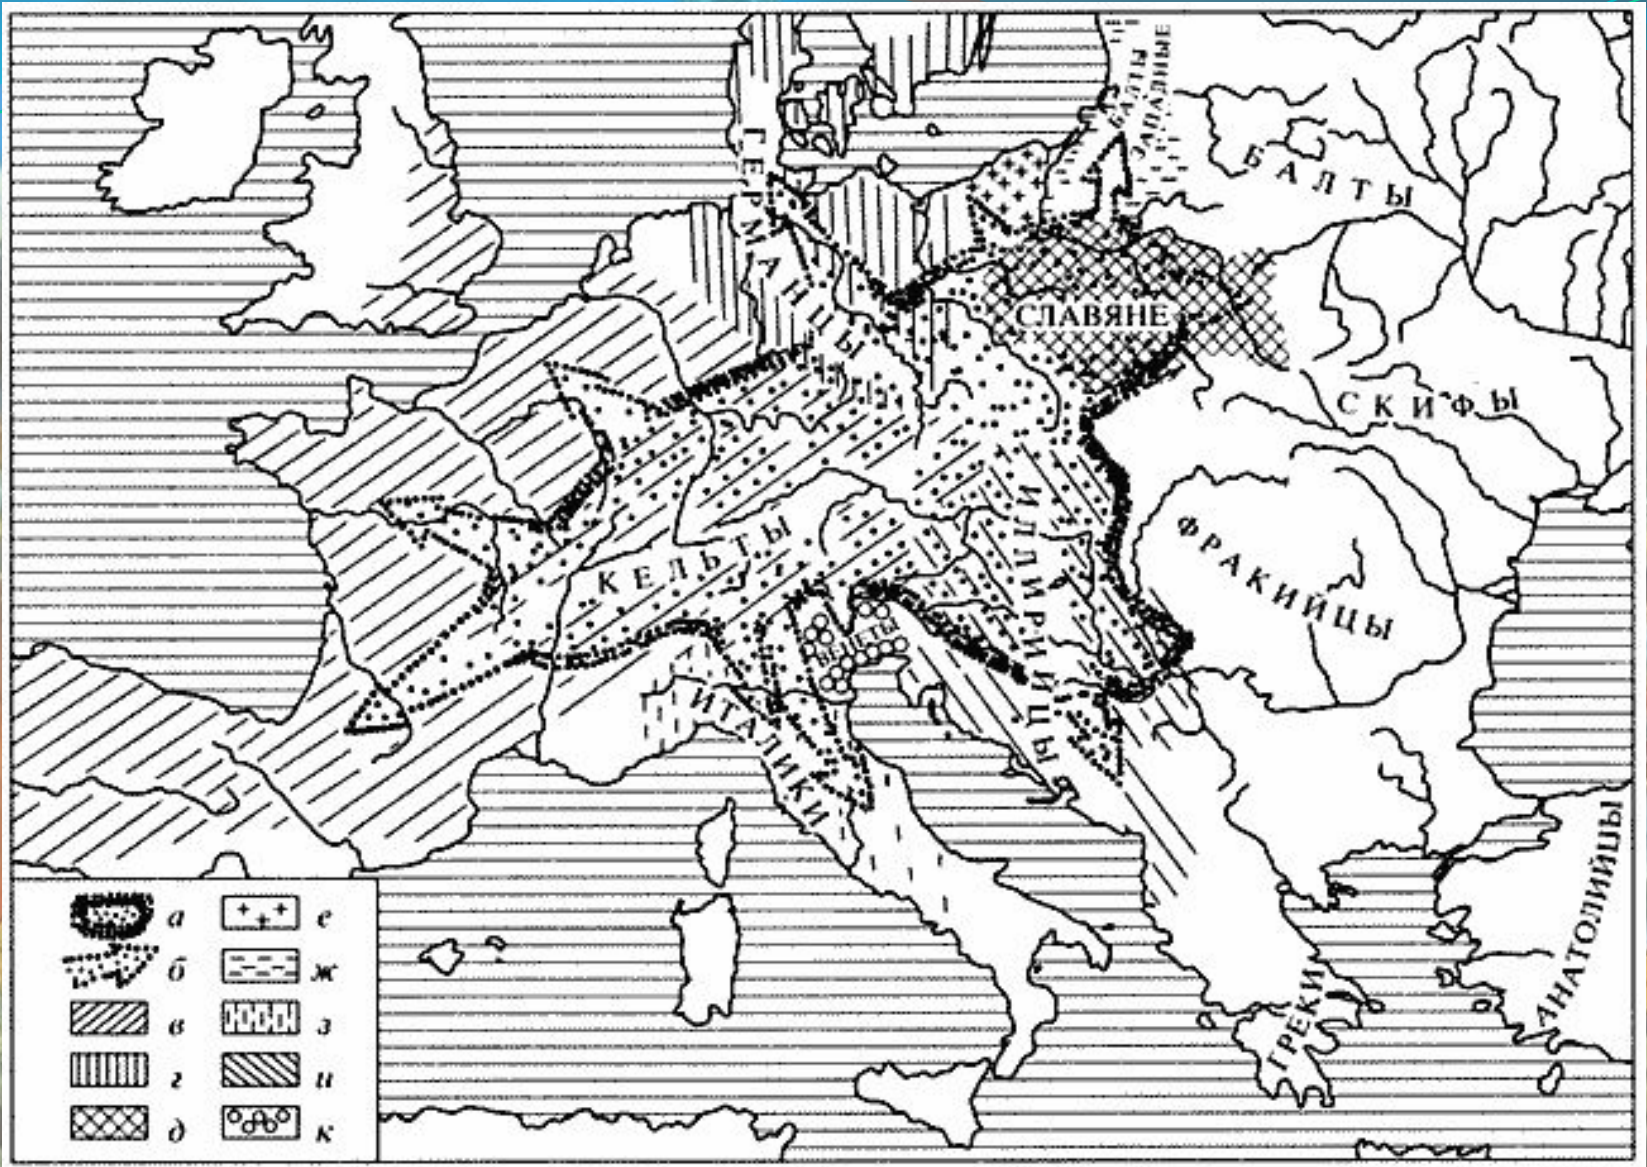 БАЛТЫ
ЗАПАДНЫЕ
БАЛТЫ
ГЕРМАНЦЫ
СЛАВЯНЕ
СКИФЫ
ИЛЛИРИЙЦЫ
ФРАКИЙЦЫ
КЕЛЬТЫ
ВЕНЕТЫ
ИТАЛИКИ
АНАТОЛИЙЦЫ
ГРЕКИ
а е
б ж
в з
г и
д к